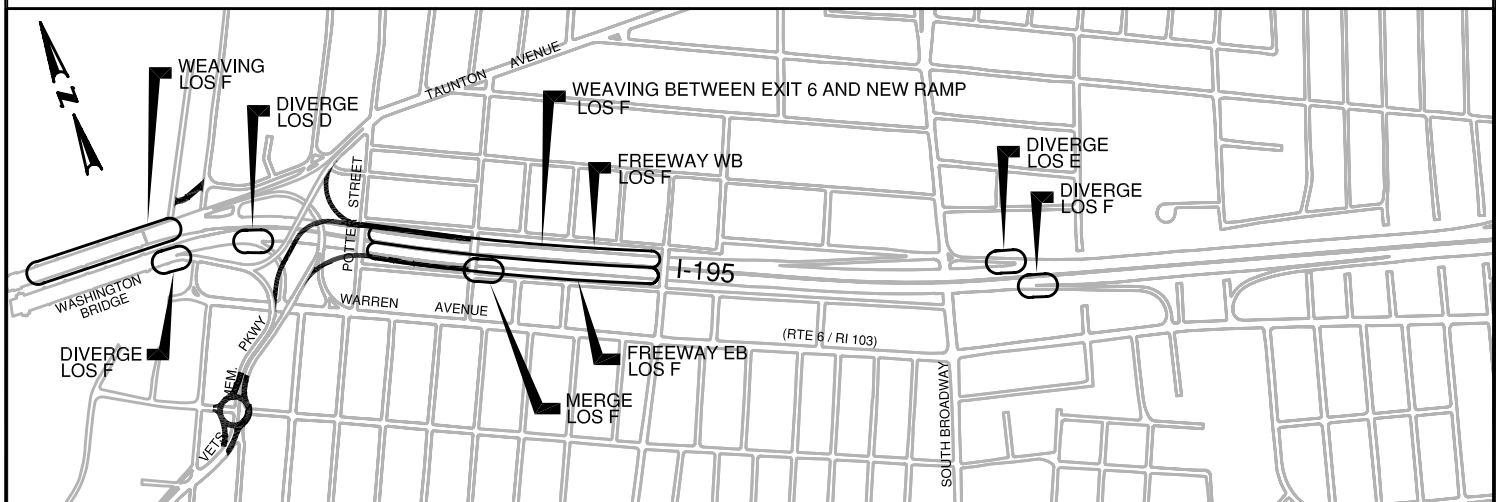 WEAVING
LOS F
DIVERGE
LOS D
TAUNTON AVENUE
WEAVING BETWEEN EXIT 6 AND NEW RAMP
LOS F
FREEWAY WB
LOS F
DIVERGE
LOS E
DIVERGE
LOS F
N
POTTER STREET
I-195
WASHINGTON
BRIDGE
WARREN AVENUE
(RTE 6 / RI 103)
DIVERGE
LOS F
FREEWAY EB
LOS F
MERGE
LOS F
VETS MEM. PKWY
SOUTH BROADWAY